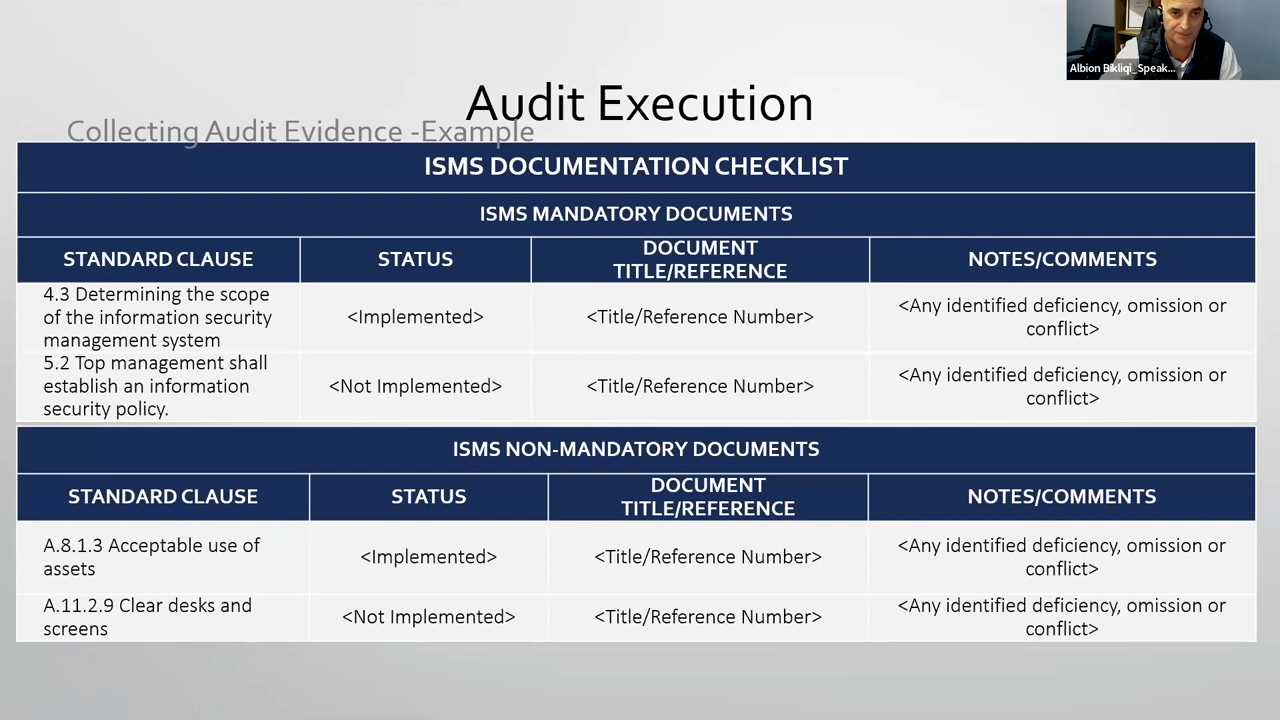 Albion Bikliqi_Speak...
Audit Execution
Collecting Audit Evidence -Example
ISMS DOCUMENTATION CHECKLIST
ISMS MANDATORY DOCUMENTS
STANDARD CLAUSE
STATUS
DOCUMENT
TITLE/REFERENCE
NOTES/COMMENTS
4.3 Determining the scope
of the information security
management system
<Implemented>
<Title/Reference Number>
<Any identified deficiency, omission or
conflict>
5.2 Top management shall
establish an information
security policy.
<Not Implemented>
<Title/Reference Number>
<Any identified deficiency, omission or
conflict>
ISMS NON-MANDATORY DOCUMENTS
STANDARD CLAUSE
STATUS
DOCUMENT
TITLE/REFERENCE
NOTES/COMMENTS
A.8.1.3 Acceptable use of
assets
<Implemented>
<Title/Reference Number>
<Any identified deficiency, omission or
conflict>
A.11.2.9 Clear desks and
screens
<Not Implemented>
<Title/Reference Number>
<Any identified deficiency, omission or
conflict>